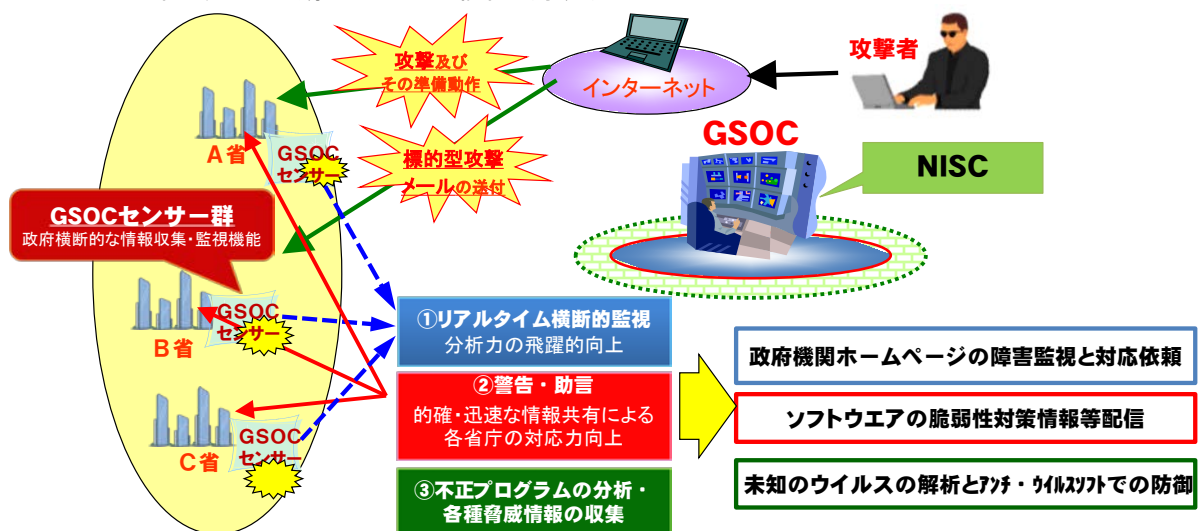 攻撃及び
その準備動作
インターネット
攻撃者
GSOC
NISC
標的型攻撃
メールの送付
A省
GSOC
センサー
GSOCセンサー群
政府横断的な情報収集・監視機能
B省
GSOC
センサー
C省
GSOC
センサー
①リアルタイム横断的監視
分析力の飛躍的向上
②警告・助言
的確・迅速な情報共有による
各省庁の対応力向上
③不正プログラムの分析・
各種脅威情報の収集
政府機関ホームページの障害監視と対応依頼
ソフトウエアの脆弱性対策情報等配信
未知のウイルスの解析とｱﾝﾁ・ｳｲﾙｽｿﾌﾄでの防御